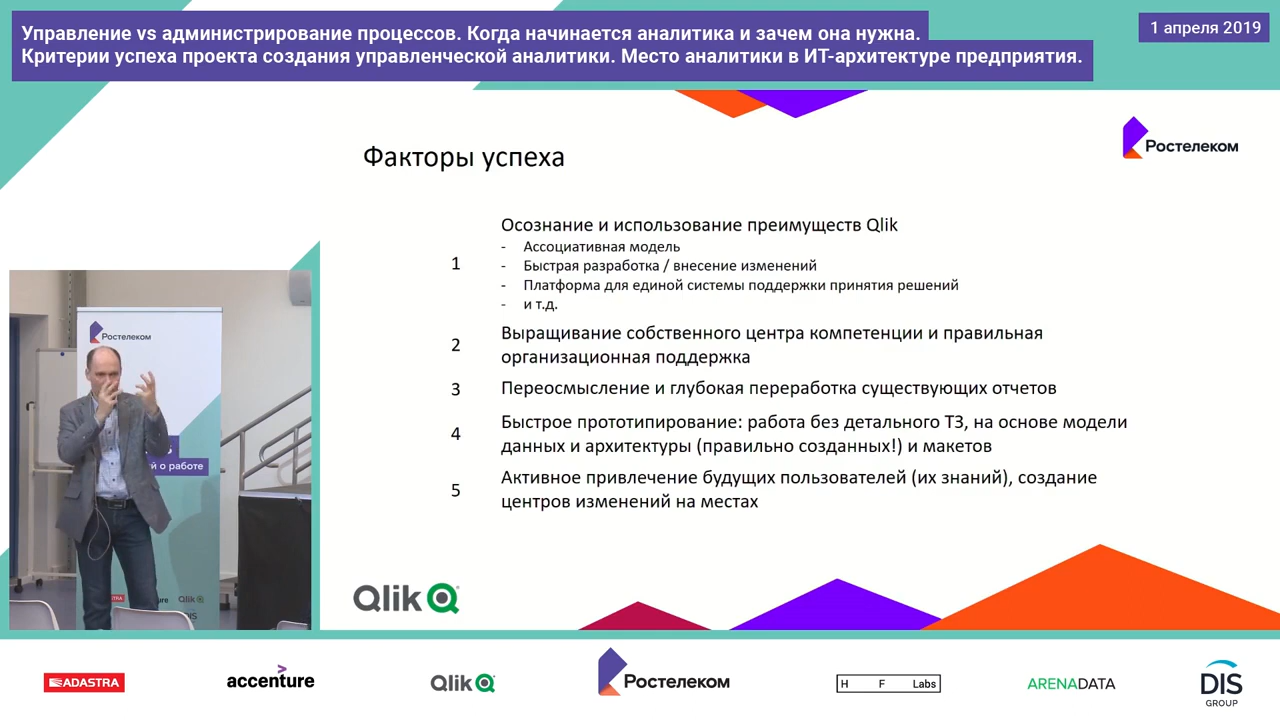 Управление vs администрирование процессов. Когда начинается аналитика и зачем она нужна.
Критерии успеха проекта создания управленческой аналитики. Место аналитики в ИТ-архитектуре предприятия.
1 апреля 2019
Ростелеком
Факторы успеха
1
Осознание и использование преимуществ Qlik
- Ассоциативная модель
- Быстрая разработка / внесение изменений
- Платформа для единой системы поддержки принятия решений
- и т.д.
2
Выращивание собственного центра компетенции и правильная
организационная поддержка
3
Переосмысление и глубокая переработка существующих отчетов
4
Быстрое прототипирование: работа без детального ТЗ, на основе модели
данных и архитектуры (правильно созданных!) и макетов
5
Активное привлечение будущих пользователей (их знаний), создание
центров изменений на местах
Qlik
Ростелеком
й о работе
Qlik
ADASTRA
accenture
Qlik
Ростелеком
H F Labs
ARENADATA
DIS
GROUP